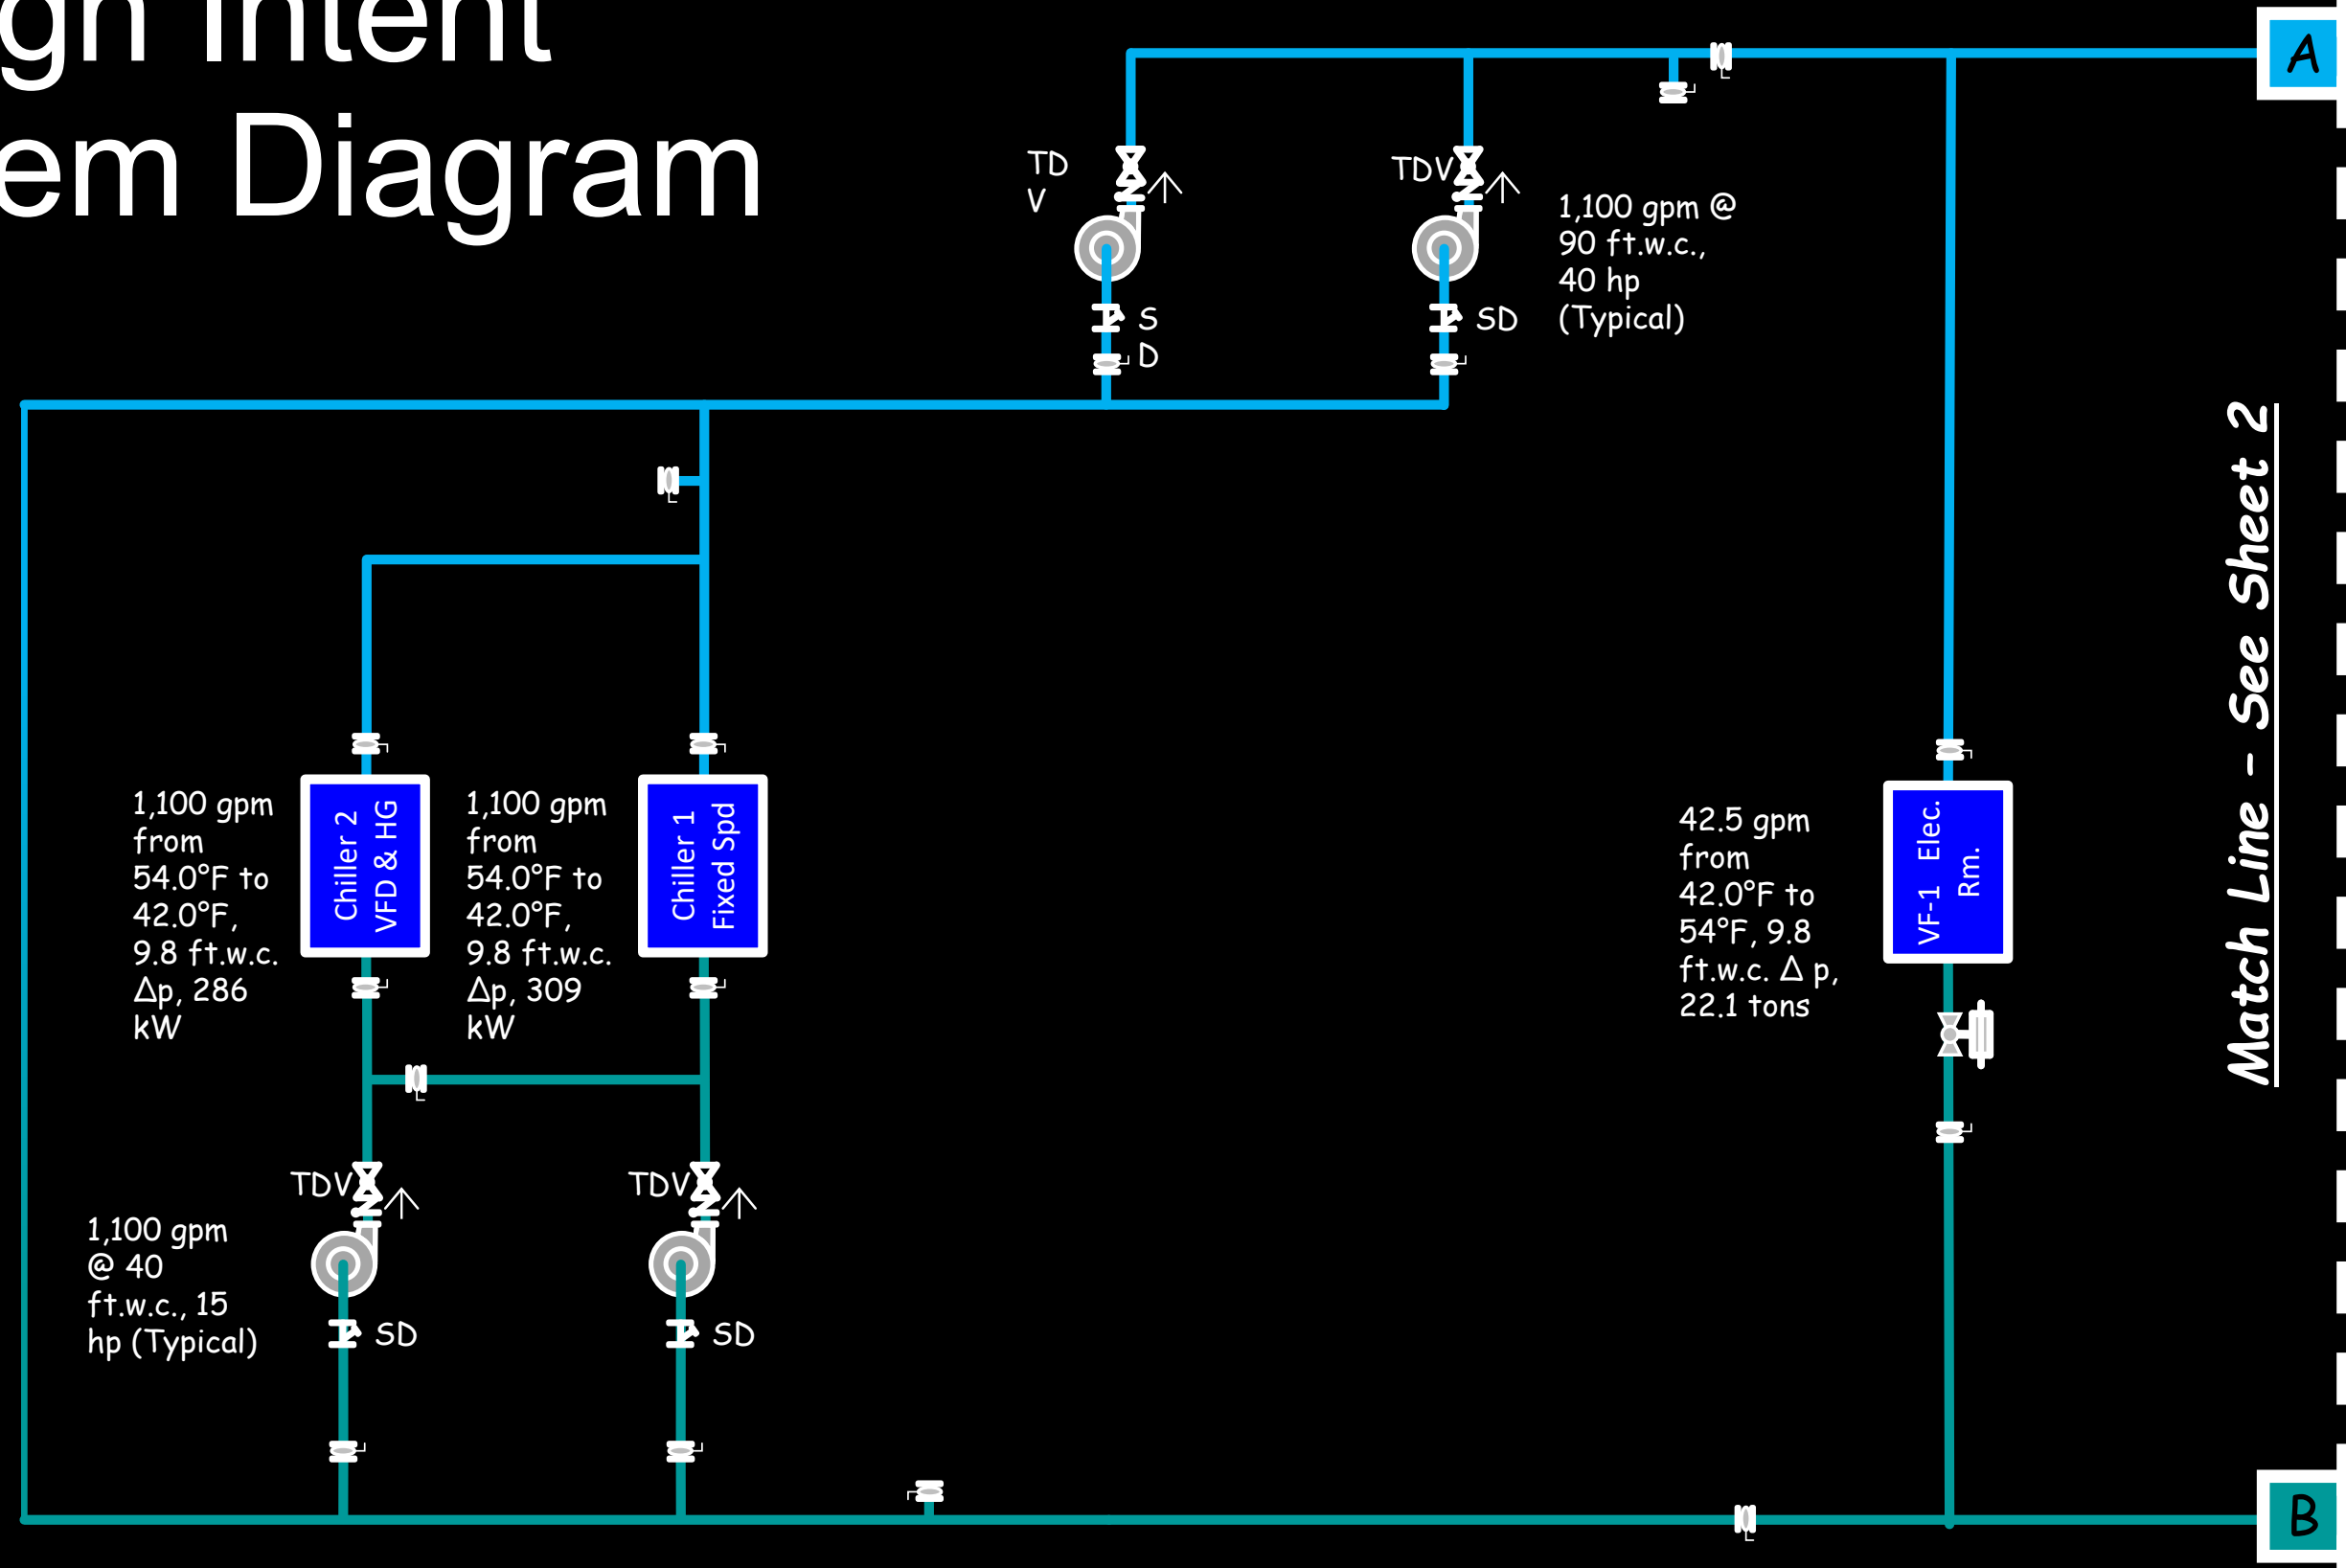 gn Intent
em Diagram
A
TD
V
TDV
1,100 gpm @
90 ft.w.c.,
40 hp
(Typical)
S
D
SD
Match Line - See Sheet 2
1,100 gpm
from
54.0°F to
42.0°F,
9.8 ft.w.c.
Δp, 286
kW
Chiller 2
VFD & HG
1,100 gpm
from
54.0°F to
42.0°F,
9.8 ft.w.c.
Δp, 309
kW
Chiller 1
Fixed Spd
42.5 gpm
from
42.0°F to
54°F, 9.8
ft.w.c. Δ p,
22.1 tons
VF-1 Elec.
Rm.
TDV
TDV
1,100 gpm
@ 40
ft.w.c., 15
hp (Typical)
SD
SD
B